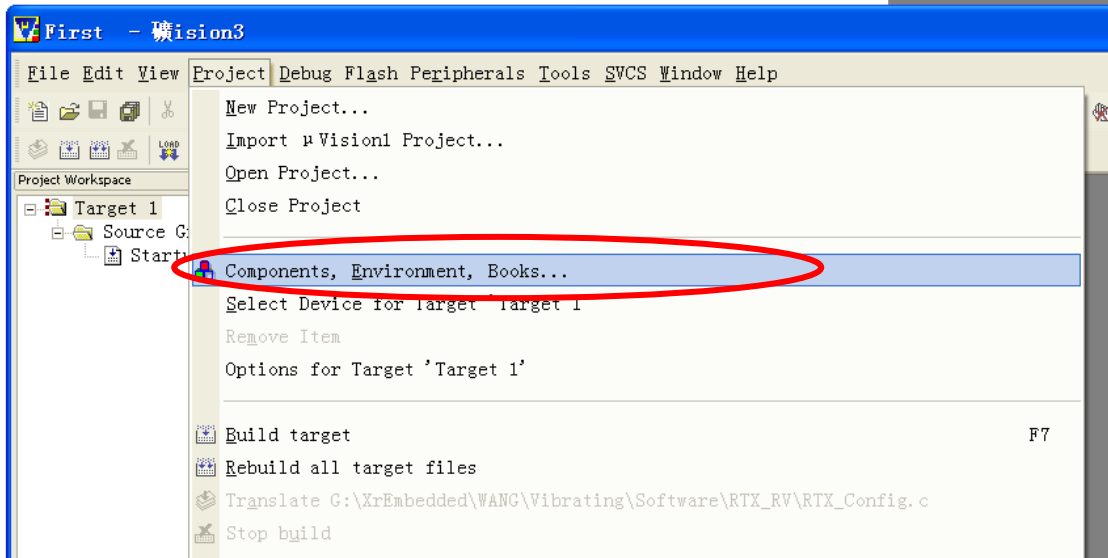 First - 礦ision3
File Edit View Project Debug Flash Peripherals Tools SVCS Window Help
New Project...
Import μVision1 Project...
LOAD
Open Project...
Project Workspace
Close Project
Target 1
Source G
Start
Components, Environment, Books...
Select Device for Target 'Target 1'
Remove Item
Options for Target 'Target 1'
Build target F7
Rebuild all target files
Translate G:\XrEmbedded\WANG\Vibrating\Software\RTX_RV\RTX_Config.c
Stop build